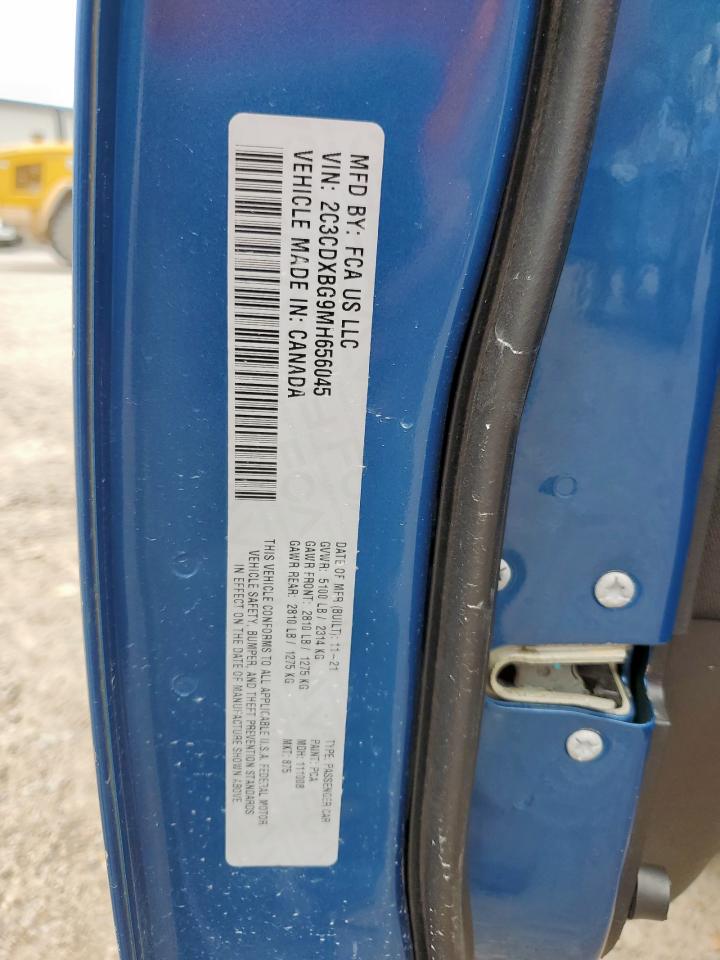 MFD BY: FCA US LLC
VIN: 2C3CDXBG9MH656045
VEHICLE MADE IN: CANADA
DATE OF MFR (BUILT): 11-21
GVWR: 5100 LB / 2314 KG
GAWR FRONT: 2810 LB / 1275 KG
GAWR REAR: 2810 LB / 1275 KG
TYPE: PASSENGER CAR
PAINT: PCA
MDH: 111008
MKT: 875
THIS VEHICLE CONFORMS TO ALL APPLICABLE U.S.A. FEDERAL MOTOR
VEHICLE SAFETY, BUMPER, AND THEFT PREVENTION STANDARDS
IN EFFECT ON THE DATE OF MANUFACTURE SHOWN ABOVE